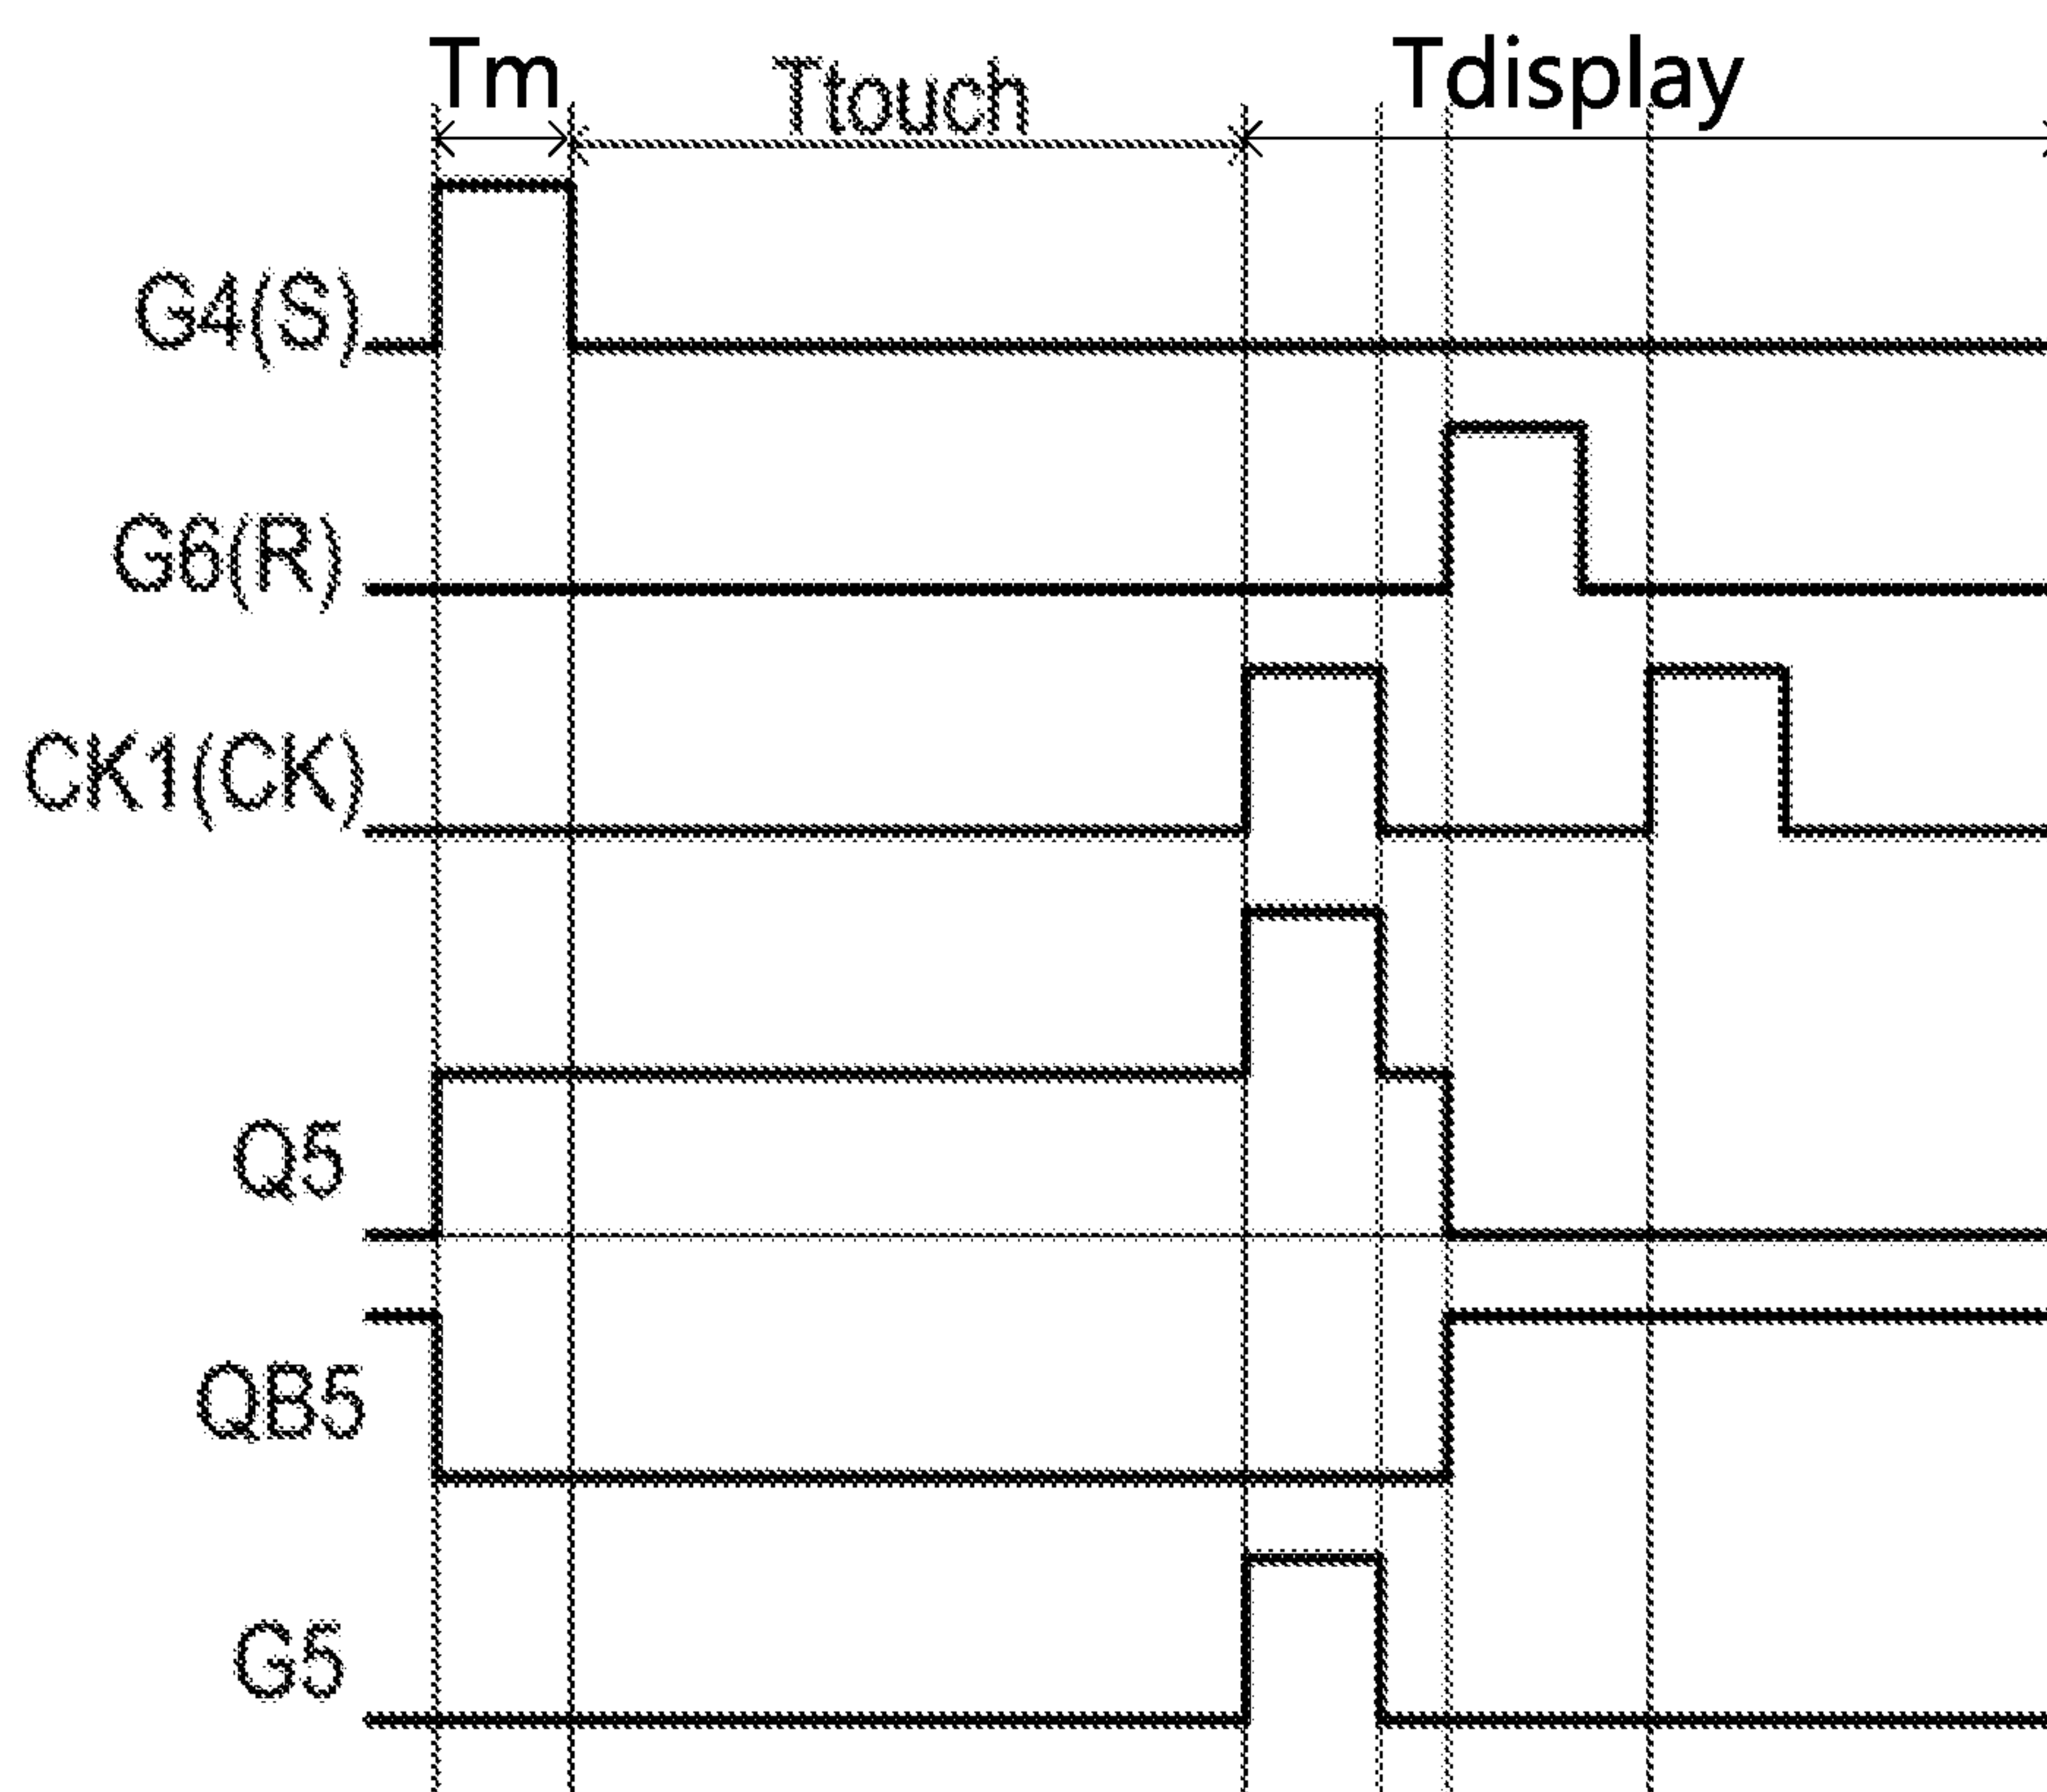 Tm Ttouch Tdisplay
G4(S)
G6(R)
CK1(CK)
Q5
QB5
G5